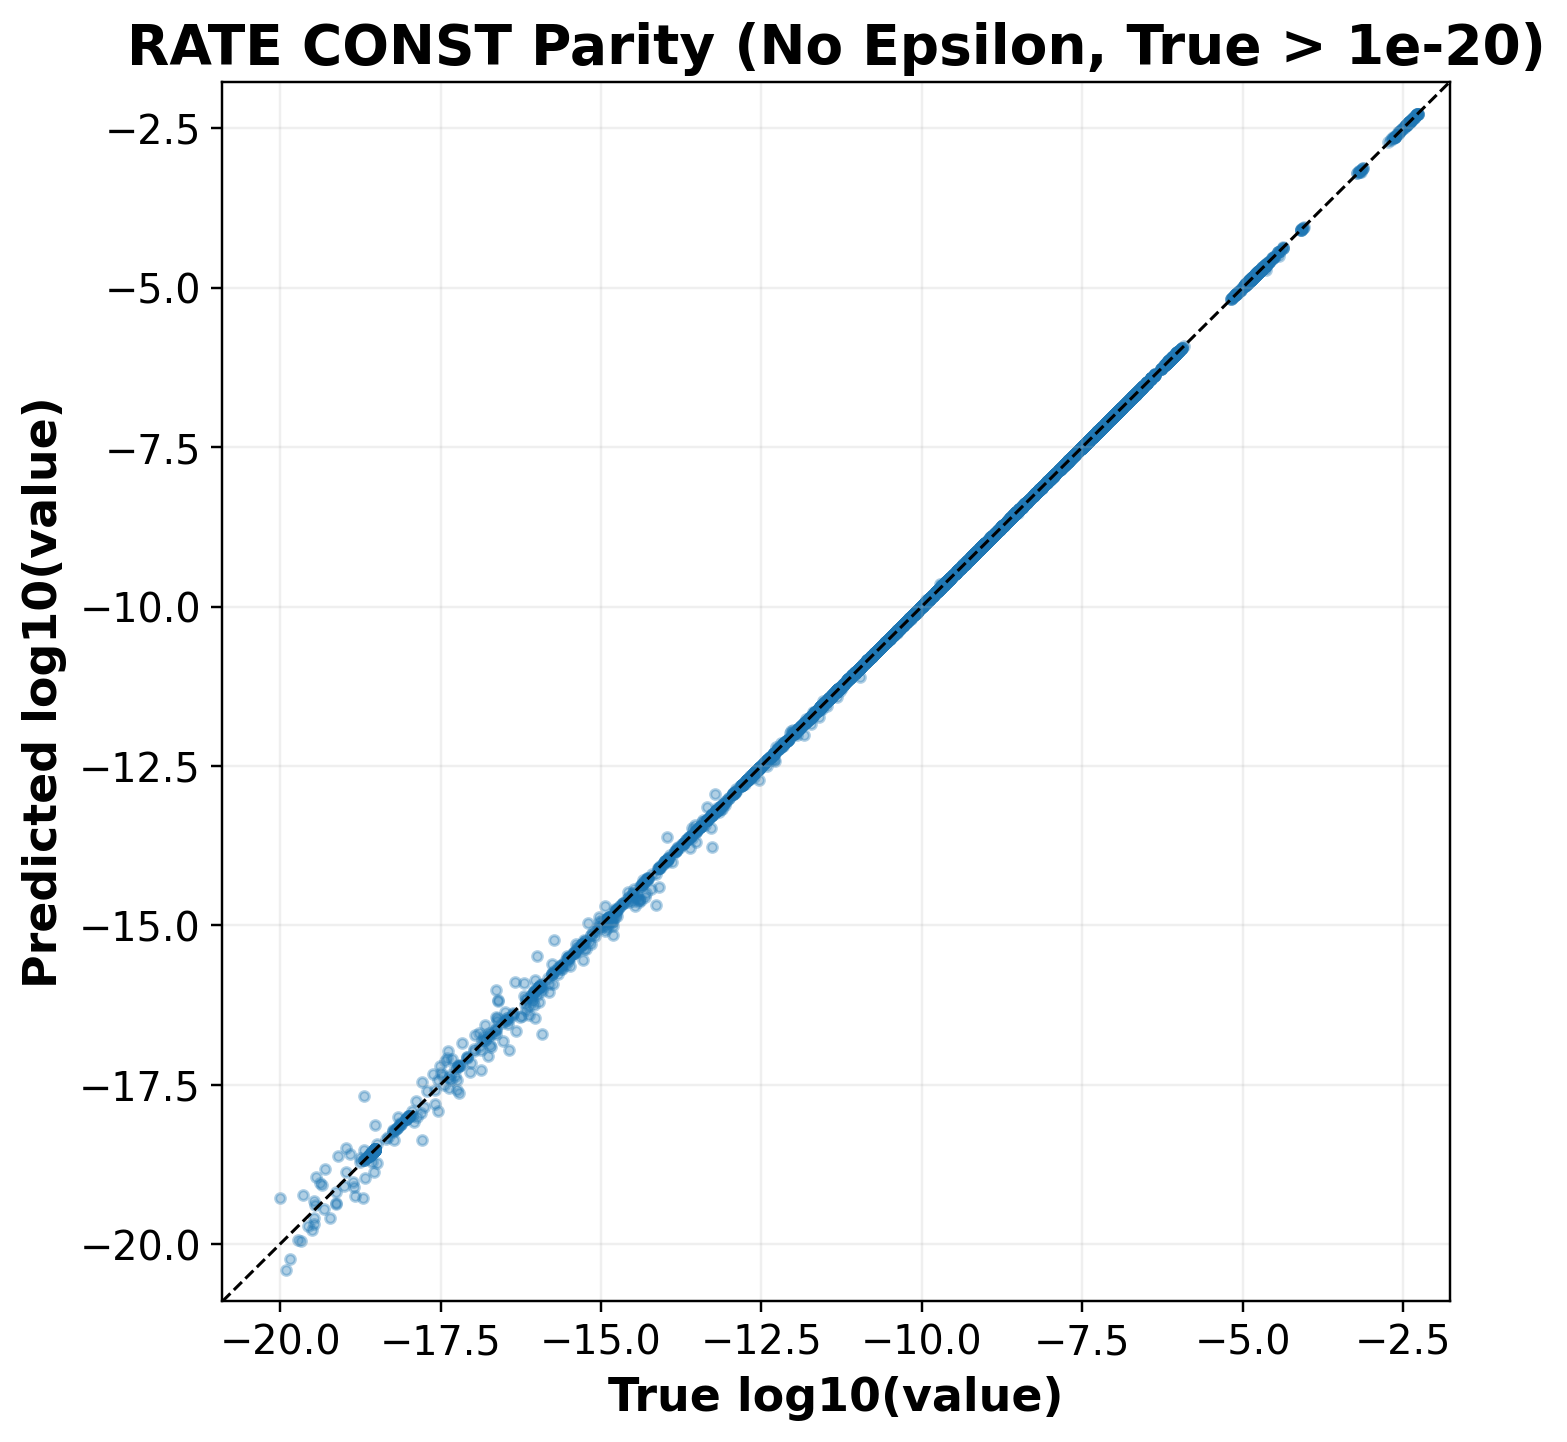 RATE CONST Parity (No Epsilon, True > 1e-20)
Predicted log10(value)
−2.5
−5.0
−7.5
−10.0
−12.5
−15.0
−17.5
−20.0
−20.0 −17.5 −15.0 −12.5 −10.0 −7.5 −5.0 −2.5
True log10(value)